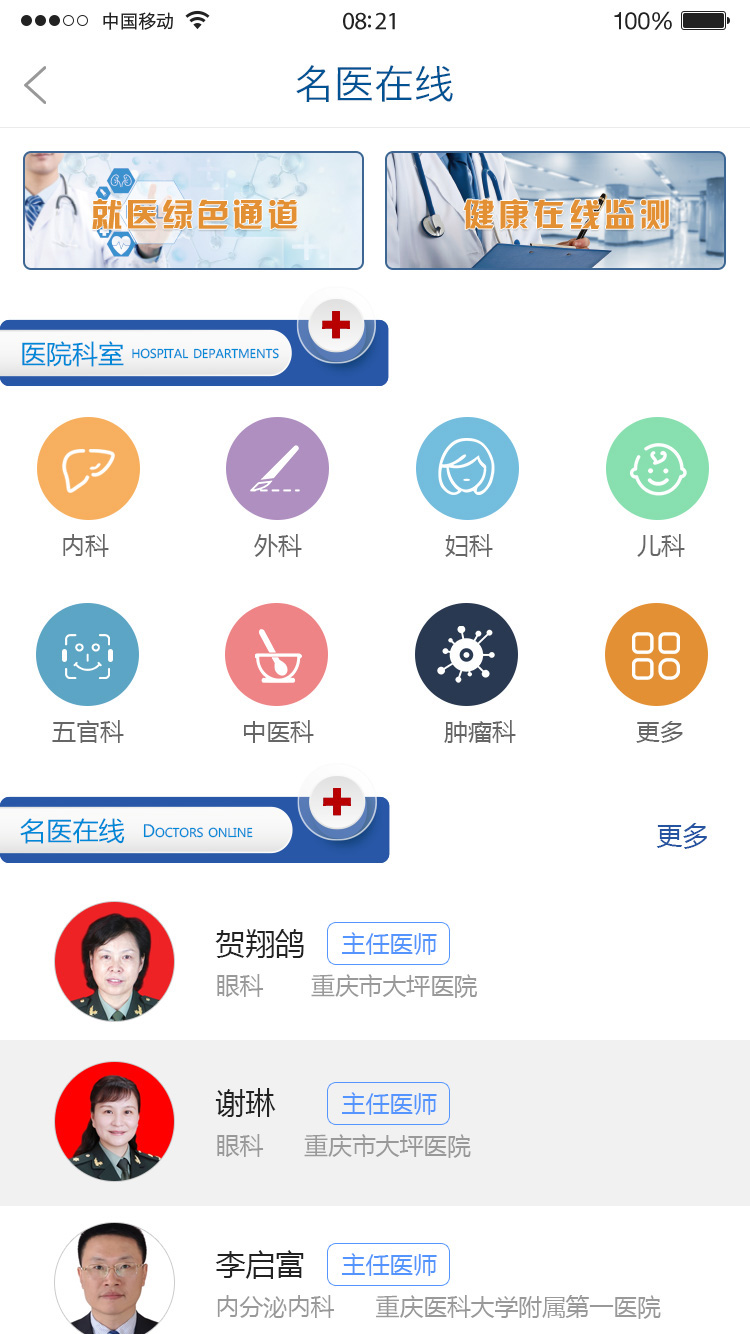 中国移动 08:21 100%
名医在线
就医绿色通道 健康在线监测
医院科室 HOSPITAL DEPARTMENTS
内科 外科 妇科 儿科
五官科 中医科 肿瘤科 更多
名医在线 DOCTORS ONLINE 更多
贺翔鸽 主任医师
眼科 重庆市大坪医院
谢琳 主任医师
眼科 重庆市大坪医院
李启富 主任医师
内分泌内科 重庆医科大学附属第一医院